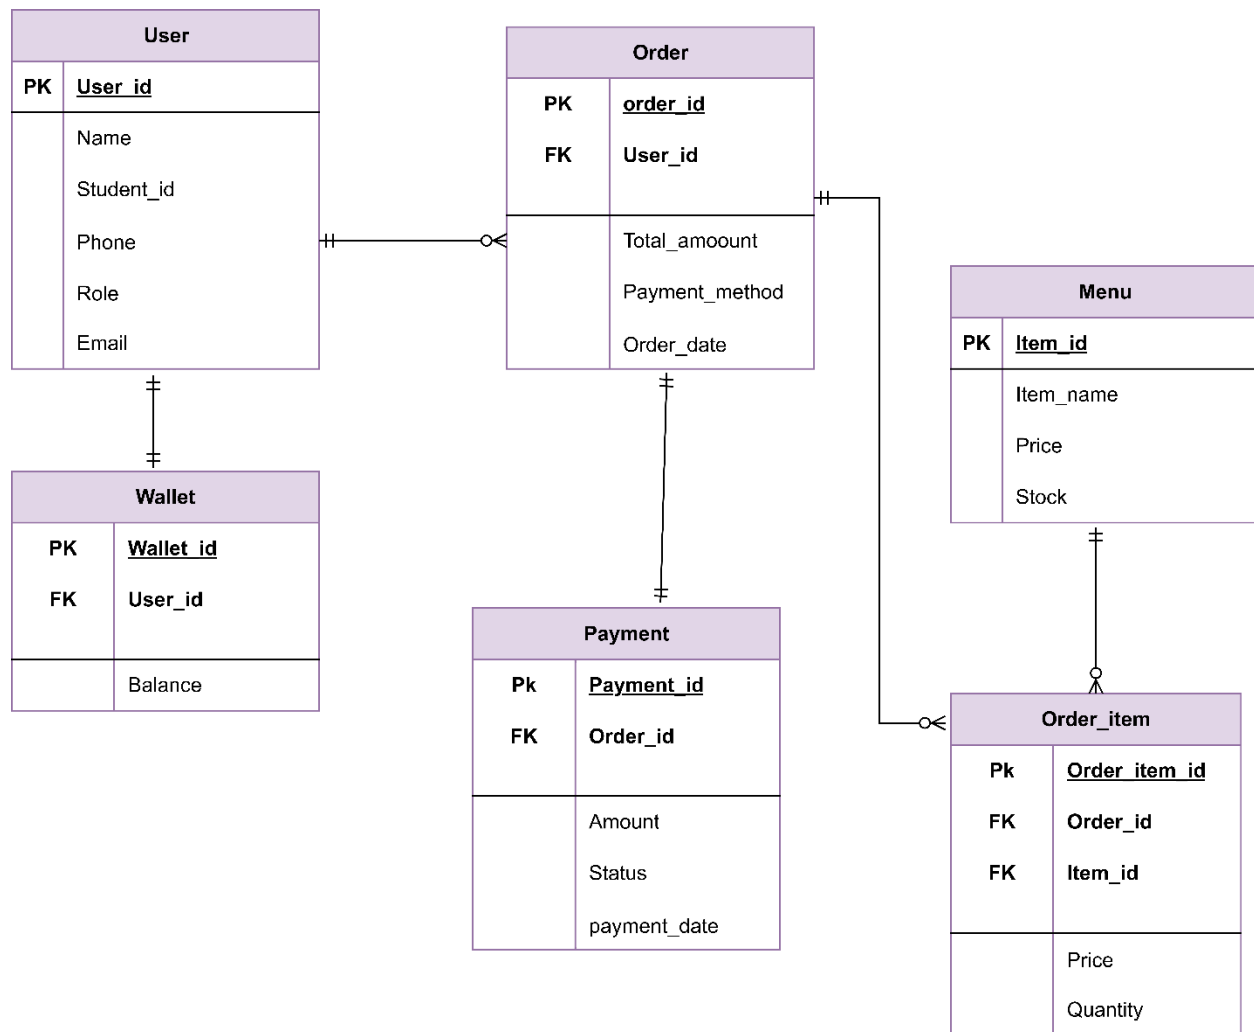 User
PK User_id
Name
Student_id
Phone
Role
Email
Order
PK order_id
FK User_id
Total_amoount
Payment_method
Order_date
Menu
PK Item_id
Item_name
Price
Stock
Wallet
PK Wallet_id
FK User_id
Balance
Payment
Pk Payment_id
FK Order_id
Amount
Status
payment_date
Order_item
Pk Order_item_id
FK Order_id
FK Item_id
Price
Quantity